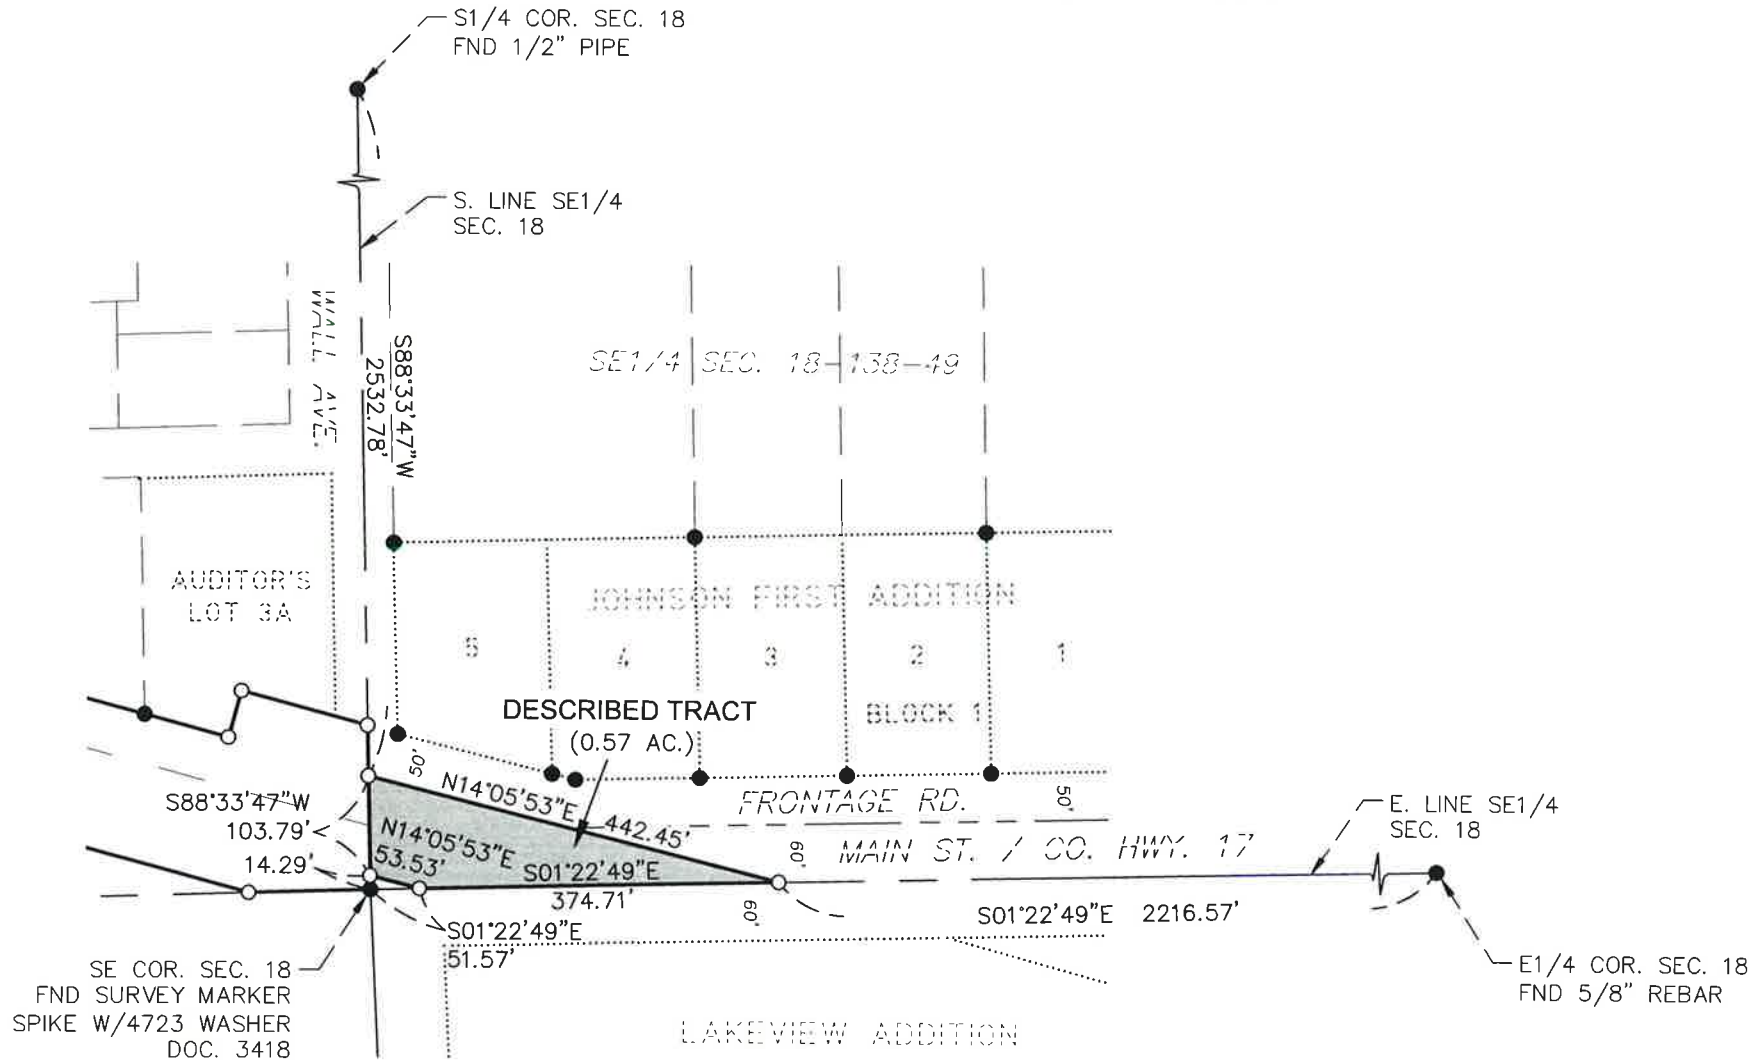 S1/4 COR. SEC. 18
FND 1/2" PIPE
S. LINE SE1/4
SEC. 18
WALL AVE.
S88°33'47"W
2532.78'
SE1/4 SEC. 18-138-49
AUDITOR'S
LOT 3A
JOHNSON FIRST ADDITION
5
4
3
2
1
BLOCK 1
DESCRIBED TRACT
(0.57 AC.)
50'
N14°05'53"E 442.45'
FRONTAGE RD.
50'
S88°33'47"W
103.79'
14.29'
N14°05'53"E
53.53'
S01°22'49"E
374.71'
60'
MAIN ST. / CO. HWY. 17
60'
E. LINE SE1/4
SEC. 18
S01°22'49"E 2216.57'
S01°22'49"E
51.57'
SE COR. SEC. 18
FND SURVEY MARKER
SPIKE W/4723 WASHER
DOC. 3418
E1/4 COR. SEC. 18
FND 5/8" REBAR
LAKEVIEW ADDITION